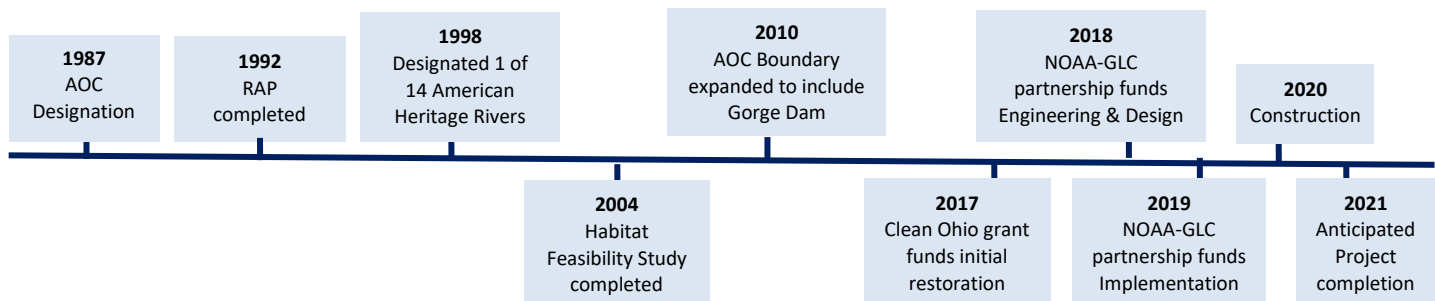 1987
AOC
Designation
1992
RAP
completed
1998
Designated 1 of
14 American
Heritage Rivers
2004
Habitat
Feasibility Study
completed
2010
AOC Boundary
expanded to include
Gorge Dam
2017
Clean Ohio grant
funds initial
restoration
2018
NOAA-GLC
partnership funds
Engineering & Design
2019
NOAA-GLC
partnership funds
Implementation
2020
Construction
2021
Anticipated
Project
completion